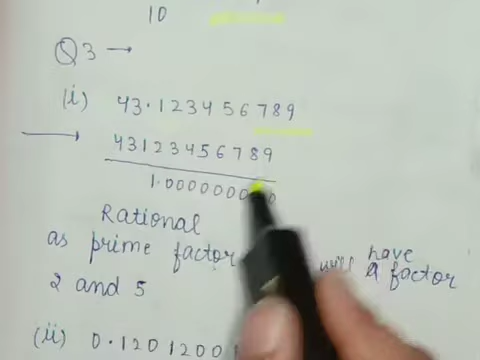 10
Q3 →
(i) 43.123456789
→ 43123456789
1.000000000
Rational
as prime factor will have
2 and 5 a factor
(ii) 0.1201200